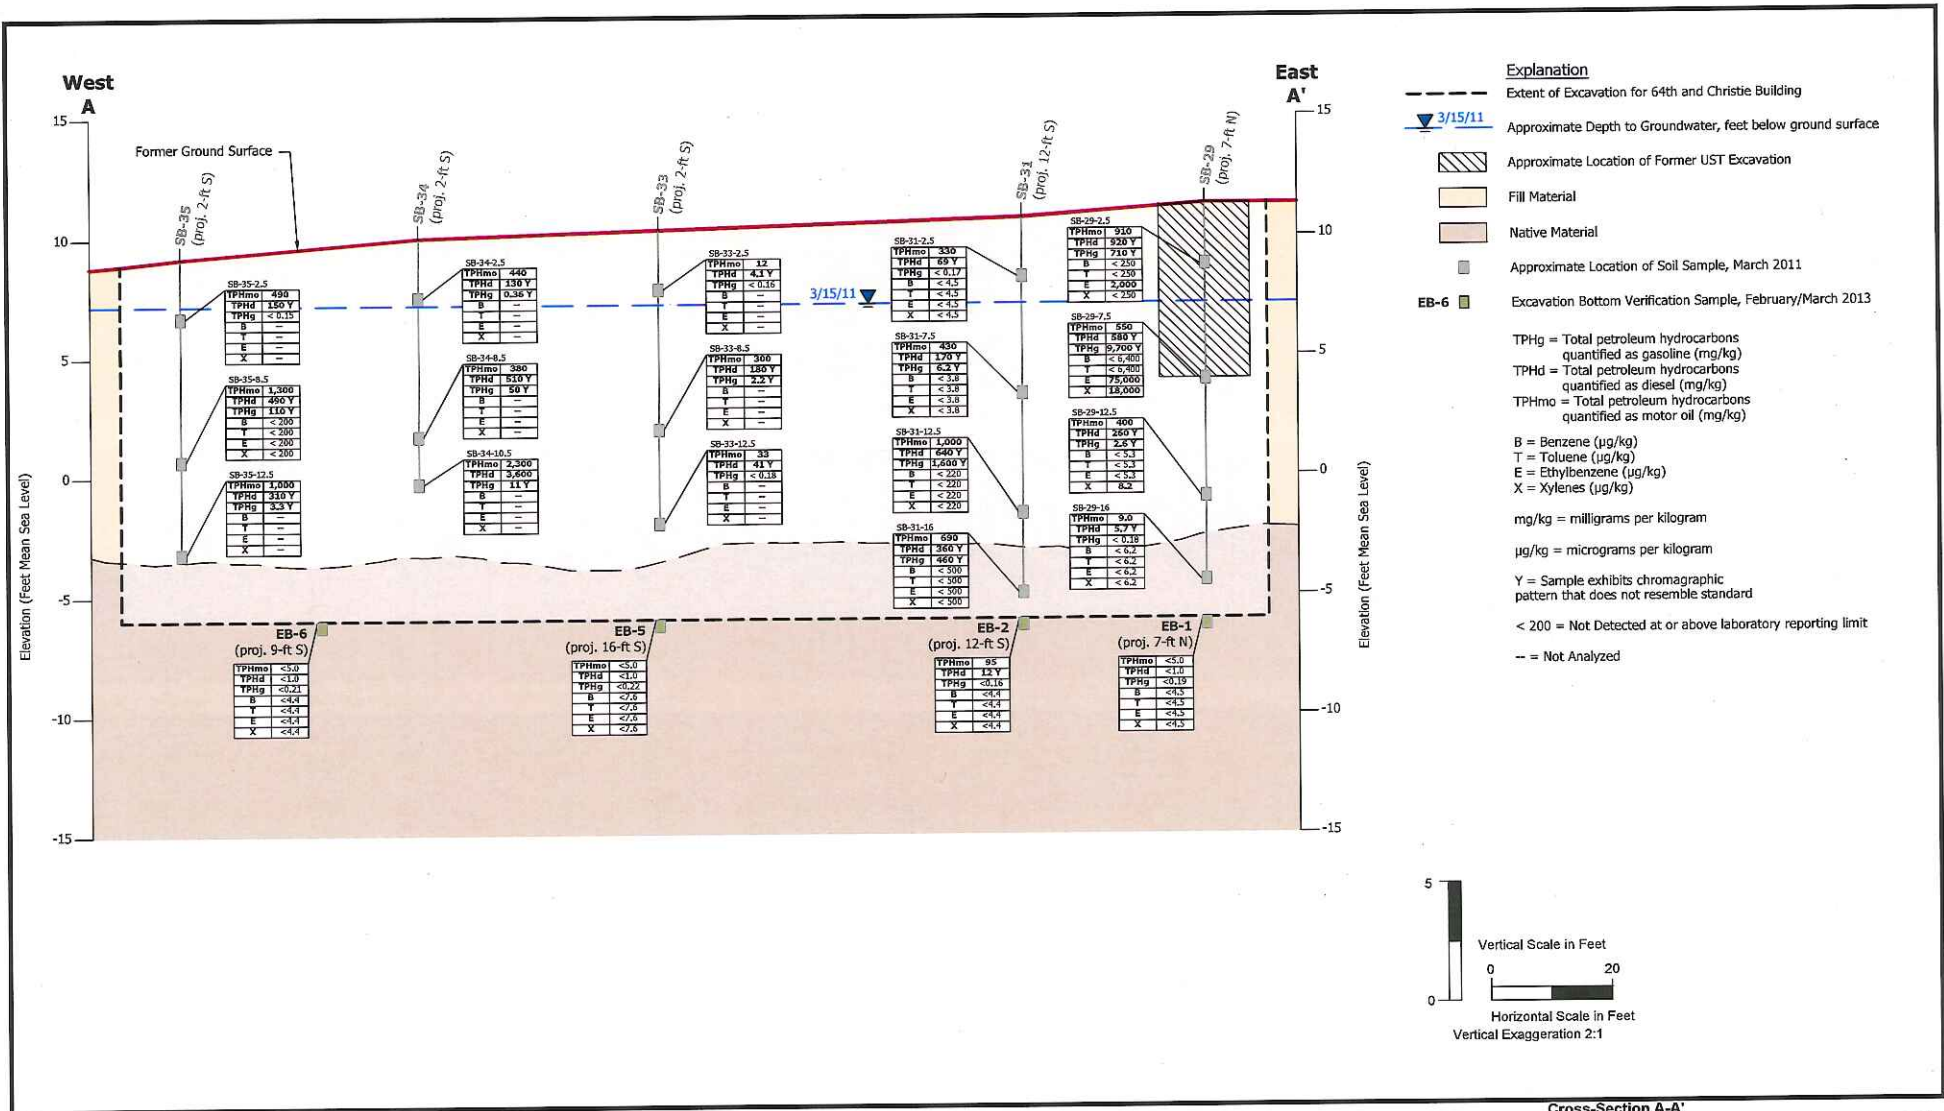 West
A
East
A'
15
10
5
0
-5
-10
-15
Elevation (Feet Mean Sea Level)
15
10
5
0
-5
-10
-15
Elevation (Feet Mean Sea Level)
Former Ground Surface
SB-35
(proj. 2-ft S)
SB-34
(proj. 2-ft S)
SB-33
(proj. 2-ft S)
SB-31
(proj. 12-ft S)
SB-29
(proj. 7-ft N)
3/15/11
SB-35-2.5
TPHmo 490
TPHd 150 Y
TPHg < 0.15
B --
T --
E --
X --
SB-35-8.5
TPHmo 1,300
TPHd 490 Y
TPHg 110 Y
B < 200
T < 200
E < 200
X < 200
SB-35-12.5
TPHmo 1,000
TPHd 310 Y
TPHg 3.3 Y
B --
T --
E --
X --
SB-34-2.5
TPHmo 440
TPHd 130 Y
TPHg 0.36 Y
B --
T --
E --
X --
SB-34-8.5
TPHmo 380
TPHd 510 Y
TPHg 50 Y
B --
T --
E --
X --
SB-34-10.5
TPHmo 2,300
TPHd 3,600
TPHg 11 Y
B --
T --
E --
X --
SB-33-2.5
TPHmo 12
TPHd 4.1 Y
TPHg < 0.16
B --
T --
E --
X --
SB-33-8.5
TPHmo 300
TPHd 180 Y
TPHg 2.2 Y
B --
T --
E --
X --
SB-33-12.5
TPHmo 33
TPHd 41 Y
TPHg < 0.18
B --
T --
E --
X --
SB-31-2.5
TPHmo 330
TPHd 69 Y
TPHg < 0.17
B < 4.5
T < 4.5
E < 4.5
X < 4.5
SB-31-7.5
TPHmo 430
TPHd 170 Y
TPHg 6.2 Y
B < 3.8
T < 3.8
E < 3.8
X < 3.8
SB-31-12.5
TPHmo 1,000
TPHd 640 Y
TPHg 1,600 Y
B < 220
T < 220
E < 220
X < 220
SB-31-16
TPHmo 690
TPHd 360 Y
TPHg 460 Y
B < 500
T < 500
E < 500
X < 500
SB-29-2.5
TPHmo 910
TPHd 920 Y
TPHg 710 Y
B < 250
T < 250
E 2,000
X < 250
SB-29-7.5
TPHmo 550
TPHd 580 Y
TPHg 9,700 Y
B < 6,400
T < 6,400
E 75,000
X 18,000
SB-29-12.5
TPHmo 400
TPHd 260 Y
TPHg 2.6 Y
B < 5.3
T < 5.3
E < 5.3
X 8.2
SB-29-16
TPHmo 9.0
TPHd 5.7 Y
TPHg < 0.18
B < 6.2
T < 6.2
E < 6.2
X < 6.2
EB-6
(proj. 9-ft S)
TPHmo <5.0
TPHd <1.0
TPHg <0.21
B <4.4
T <4.4
E <4.4
X <4.4
EB-5
(proj. 16-ft S)
TPHmo <5.0
TPHd <1.0
TPHg <0.22
B <7.6
T <7.6
E <7.6
X <7.6
EB-2
(proj. 12-ft S)
TPHmo 95
TPHd 12 Y
TPHg <0.16
B <4.4
T <4.4
E <4.4
X <4.4
EB-1
(proj. 7-ft N)
TPHmo <5.0
TPHd <1.0
TPHg <0.19
B <4.5
T <4.5
E <4.5
X <4.5
Explanation
Extent of Excavation for 64th and Christie Building
3/15/11 Approximate Depth to Groundwater, feet below ground surface
Approximate Location of Former UST Excavation
Fill Material
Native Material
Approximate Location of Soil Sample, March 2011
EB-6 Excavation Bottom Verification Sample, February/March 2013
TPHg = Total petroleum hydrocarbons
quantified as gasoline (mg/kg)
TPHd = Total petroleum hydrocarbons
quantified as diesel (mg/kg)
TPHmo = Total petroleum hydrocarbons
quantified as motor oil (mg/kg)
B = Benzene (µg/kg)
T = Toluene (µg/kg)
E = Ethylbenzene (µg/kg)
X = Xylenes (µg/kg)
mg/kg = milligrams per kilogram
µg/kg = micrograms per kilogram
Y = Sample exhibits chromagraphic
pattern that does not resemble standard
< 200 = Not Detected at or above laboratory reporting limit
-- = Not Analyzed
5
0
Vertical Scale in Feet
0 20
Horizontal Scale in Feet
Vertical Exaggeration 2:1
Cross-Section A-A'